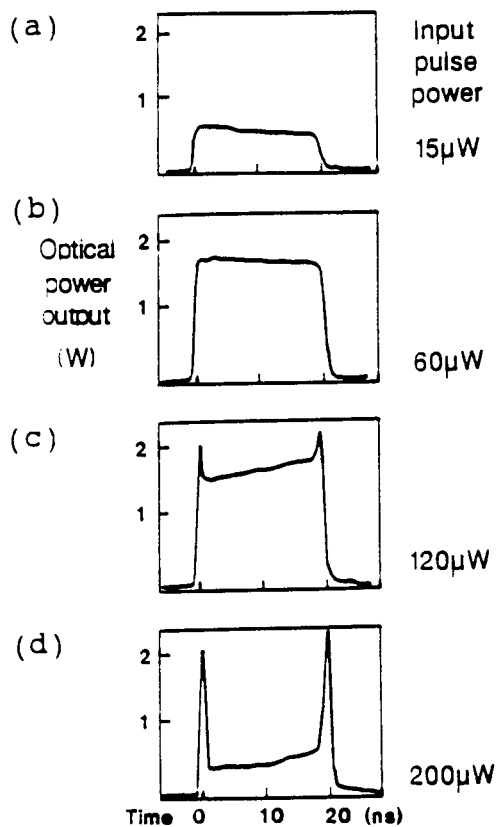 (a)
2
1
Input
pulse
power
15μW
(b)
2
1
Optical
power
output
(W)
60μW
(c)
2
1
120μW
(d)
2
1
200μW
Time 0 10 20 (ns)